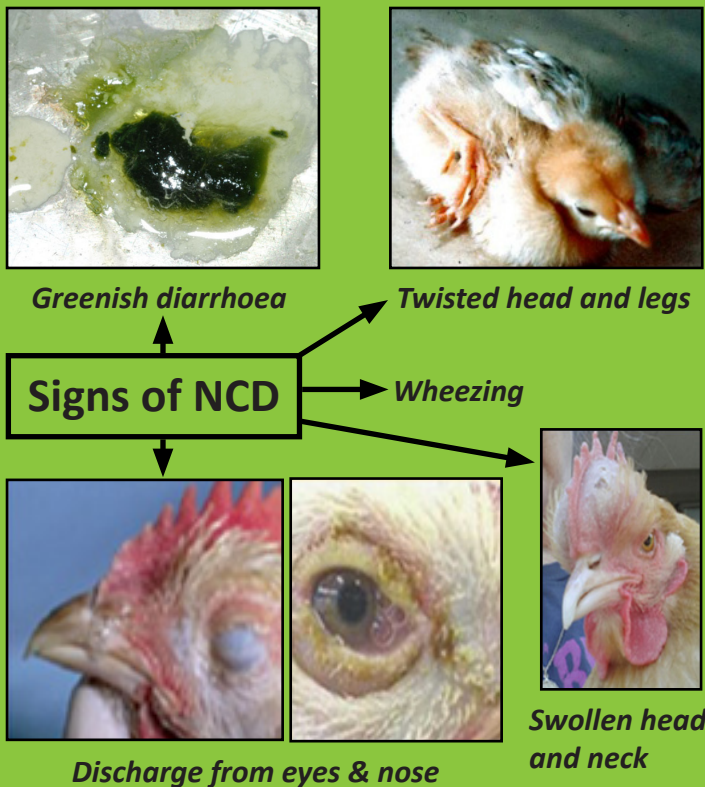 Greenish diarrhoea
Twisted head and legs
Signs of NCD
Wheezing
Swollen head
and neck
Discharge from eyes & nose